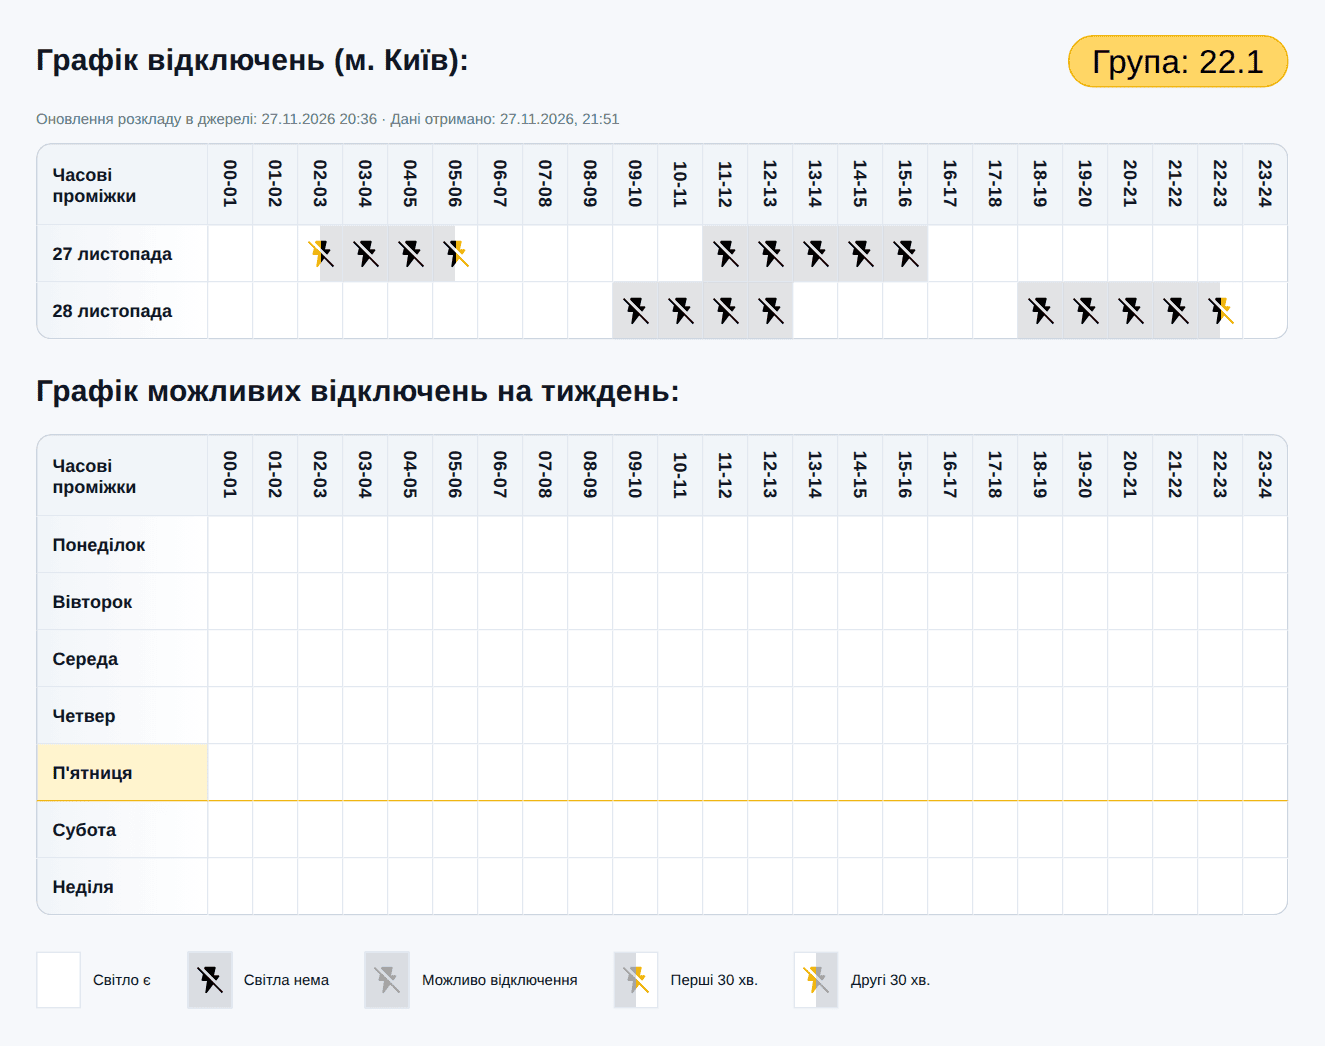 Графік відключень (м. Київ):
Група: 22.1
Оновлення розкладу в джерелі: 27.11.2026 20:36 · Дані отримано: 27.11.2026, 21:51
Часові проміжки 00-01 01-02 02-03 03-04 04-05 05-06 06-07 07-08 08-09 09-10 10-11 11-12 12-13 13-14 14-15 15-16 16-17 17-18 18-19 19-20 20-21 21-22 22-23 23-24
27 листопада
28 листопада
Графік можливих відключень на тиждень:
Часові проміжки 00-01 01-02 02-03 03-04 04-05 05-06 06-07 07-08 08-09 09-10 10-11 11-12 12-13 13-14 14-15 15-16 16-17 17-18 18-19 19-20 20-21 21-22 22-23 23-24
Понеділок
Вівторок
Середа
Четвер
П'ятниця
Субота
Неділя
Світло є Світла нема Можливо відключення Перші 30 хв. Другі 30 хв.